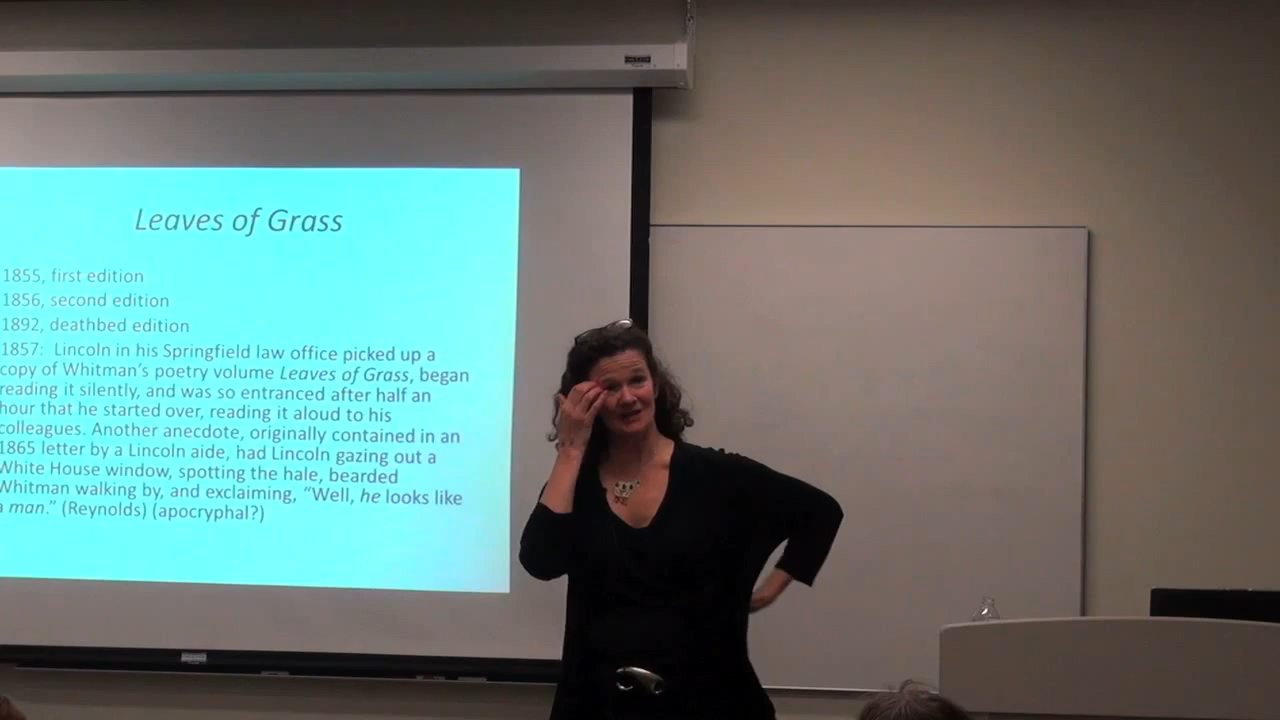 Leaves of Grass
1855, first edition
1856, second edition
1892, deathbed edition
1857: Lincoln in his Springfield law office picked up a
copy of Whitman's poetry volume Leaves of Grass, began
reading it silently, and was so entranced after half an
hour that he started over, reading it aloud to his
colleagues. Another anecdote, originally contained in an
1865 letter by a Lincoln aide, had Lincoln gazing out a
White House window, spotting the hale, bearded
Whitman walking by, and exclaiming, "Well, he looks like
a man." (Reynolds) (apocryphal?)